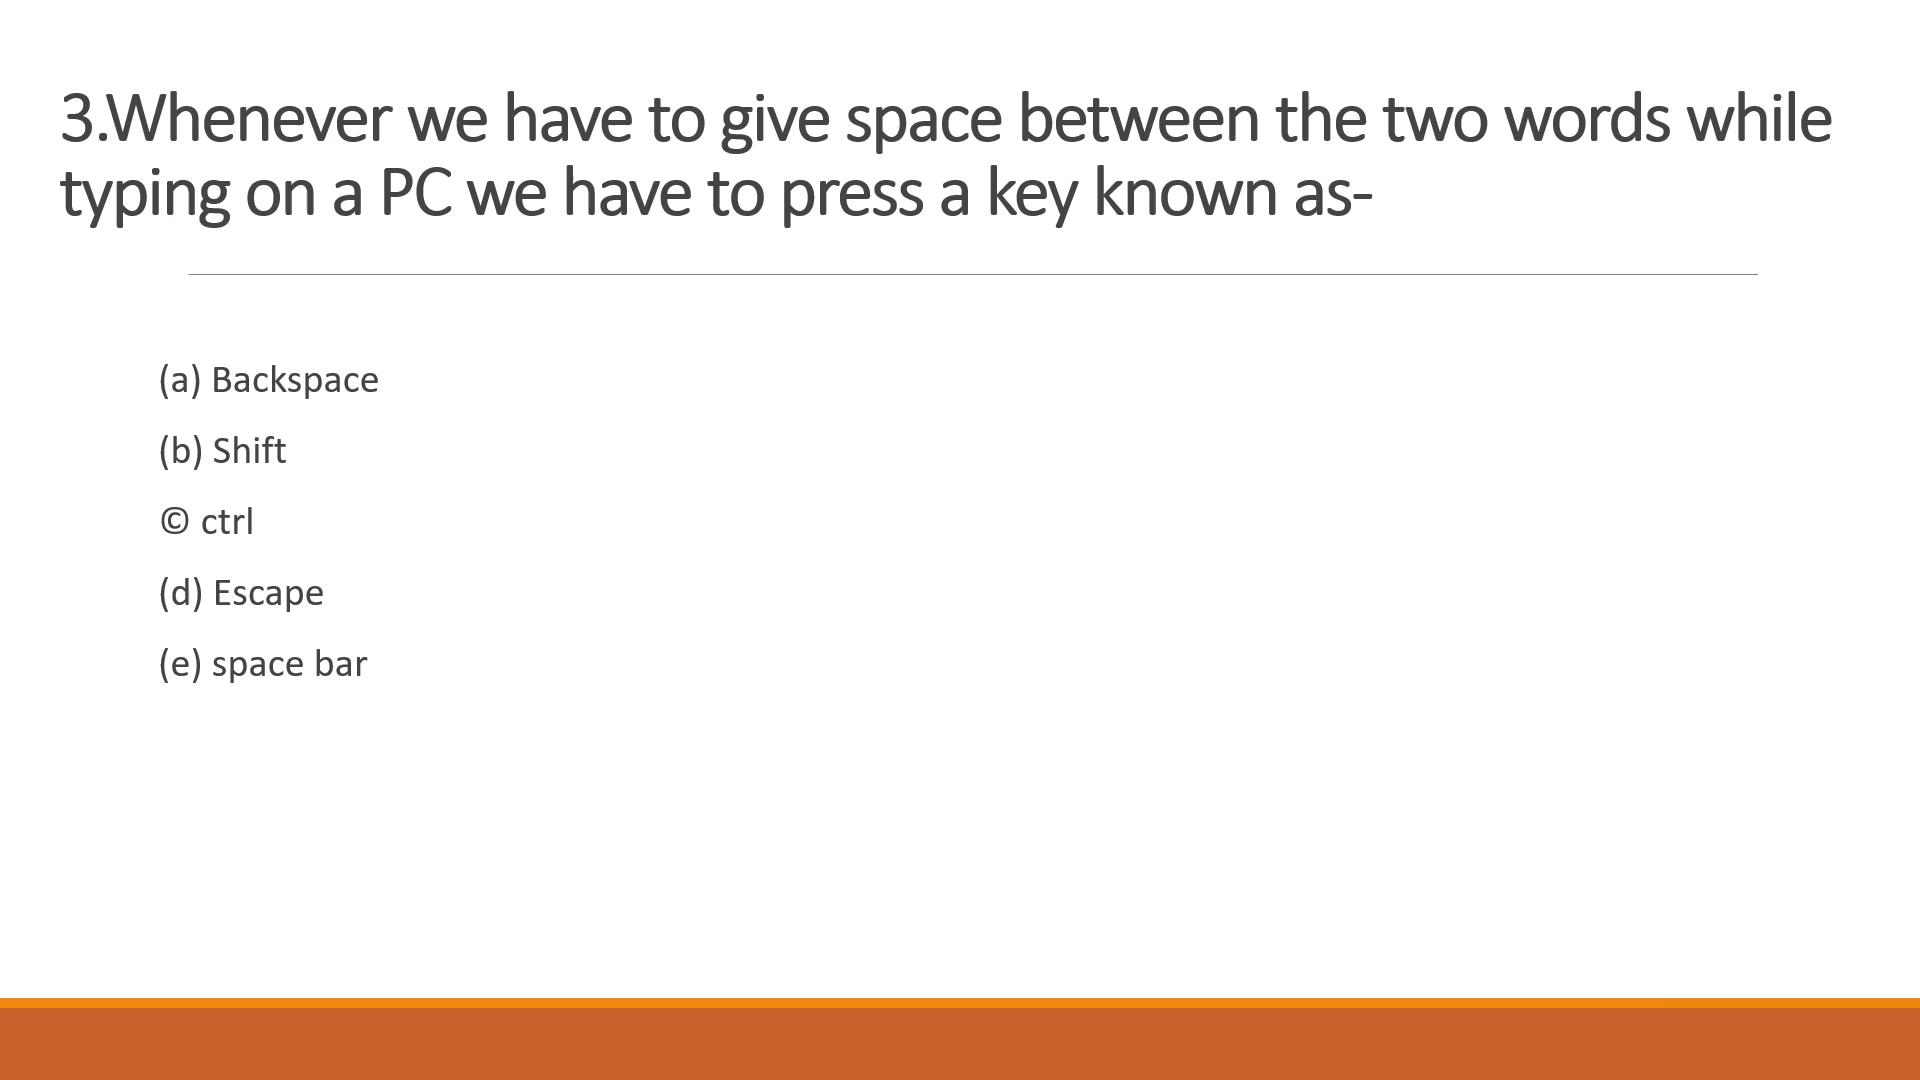 3.Whenever we have to give space between the two words while
typing on a PC we have to press a key known as-
(a) Backspace
(b) Shift
© ctrl
(d) Escape
(e) space bar